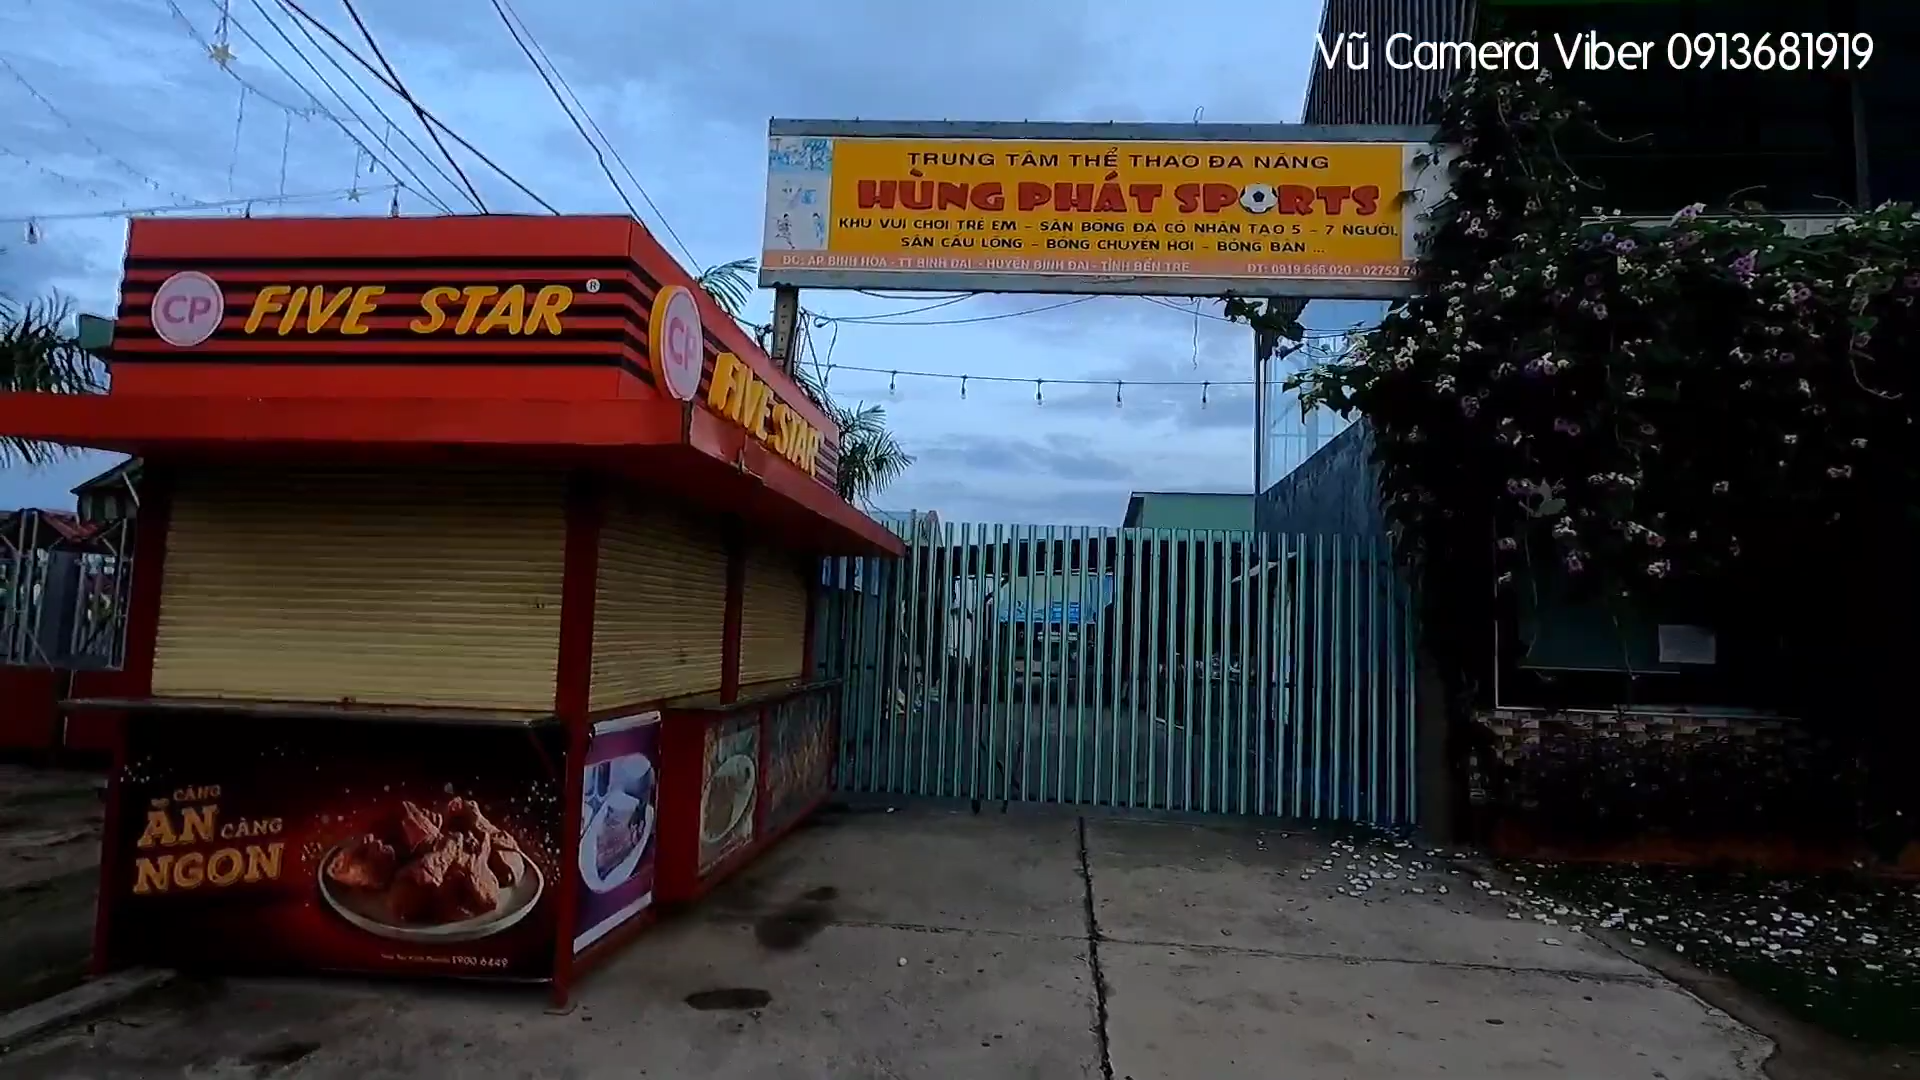 Vũ Camera Viber 0913681919
TRUNG TÂM THỂ THAO ĐA NĂNG
HÙNG PHÁT SPORTS
KHU VUI CHƠI TRẺ EM - SÂN BÓNG ĐÁ CỎ NHÂN TẠO 5 - 7 NGƯỜI,
SÂN CẦU LÔNG - BÓNG CHUYỀN HƠI - BÓNG BÀN ...
ĐC: ẤP BÌNH HÒA - TT BÌNH ĐẠI - HUYỆN BÌNH ĐẠI - TỈNH BẾN TRE ĐT: 0919 666 020 - 02753 74
CP FIVE STAR ®
CP FIVE STAR
CÀNG
ĂN CÀNG
NGON
1900 6449